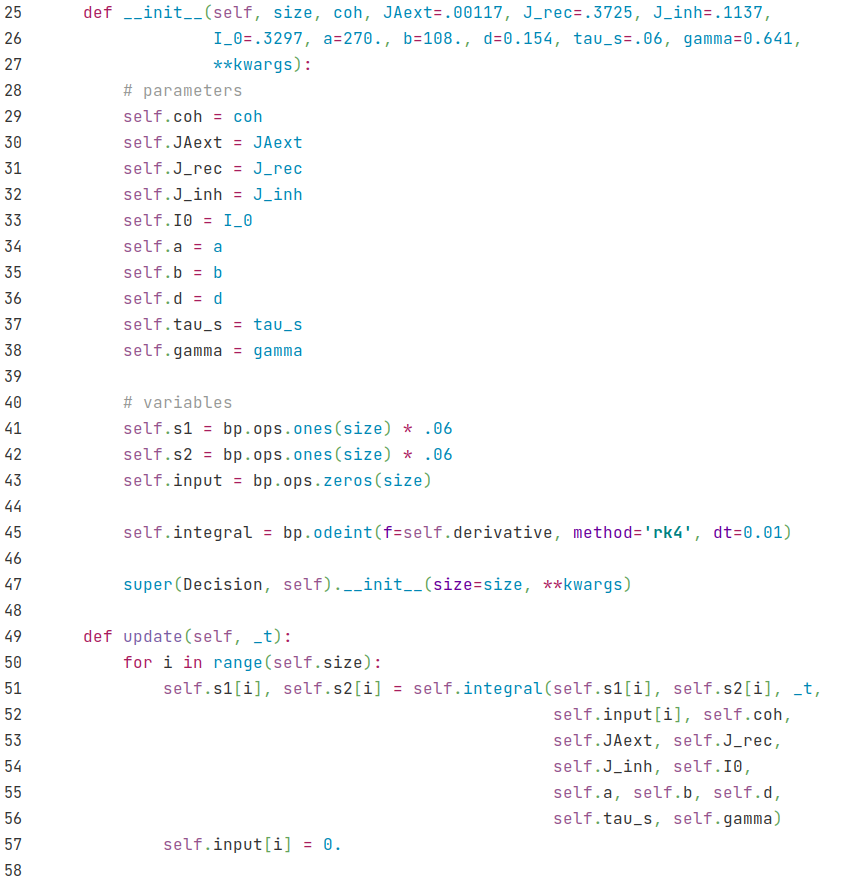 25 def __init__(self, size, coh, JAext=.00117, J_rec=.3725, J_inh=.1137,
26 I_0=.3297, a=270., b=108., d=0.154, tau_s=.06, gamma=0.641,
27 **kwargs):
28 # parameters
29 self.coh = coh
30 self.JAext = JAext
31 self.J_rec = J_rec
32 self.J_inh = J_inh
33 self.I0 = I_0
34 self.a = a
35 self.b = b
36 self.d = d
37 self.tau_s = tau_s
38 self.gamma = gamma
39
40 # variables
41 self.s1 = bp.ops.ones(size) * .06
42 self.s2 = bp.ops.ones(size) * .06
43 self.input = bp.ops.zeros(size)
44
45 self.integral = bp.odeint(f=self.derivative, method='rk4', dt=0.01)
46
47 super(Decision, self).__init__(size=size, **kwargs)
48
49 def update(self, _t):
50 for i in range(self.size):
51 self.s1[i], self.s2[i] = self.integral(self.s1[i], self.s2[i], _t,
52 self.input[i], self.coh,
53 self.JAext, self.J_rec,
54 self.J_inh, self.I0,
55 self.a, self.b, self.d,
56 self.tau_s, self.gamma)
57 self.input[i] = 0.
58